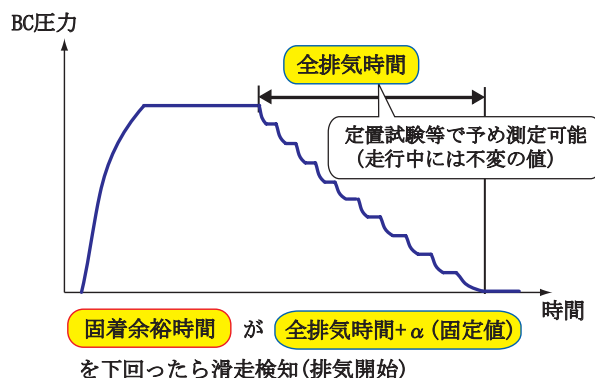 BC圧力
全排気時間
定置試験等で予め測定可能
(走行中には不変の値)
時間
固着余裕時間 が 全排気時間+α(固定値)
を下回ったら滑走検知(排気開始)